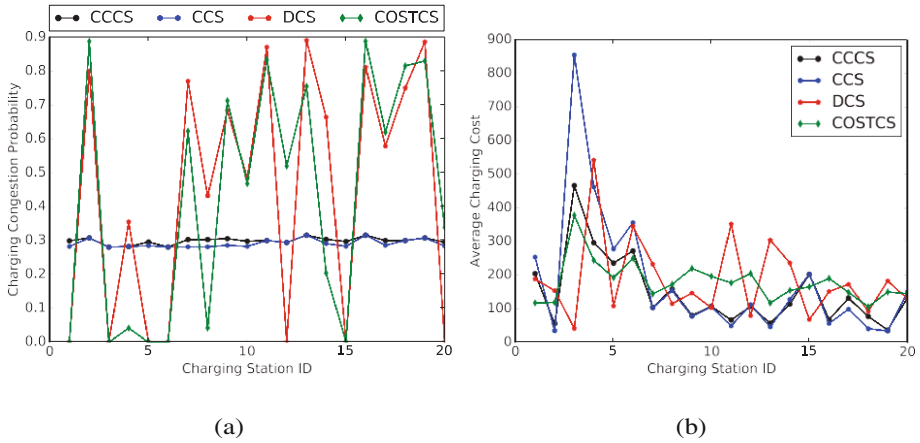 CCCS CCS DCS COSTCS
0.9
0.8
0.7
0.6
0.5
0.4
0.3
0.2
0.1
0.0
0 5 10 15 20
Charging Congestion Probability
Charging Station ID
(a)
900
800
700
600
500
400
300
200
100
0
0 5 10 15 20
Average Charging Cost
Charging Station ID
CCCS
CCS
DCS
COSTCS
(b)